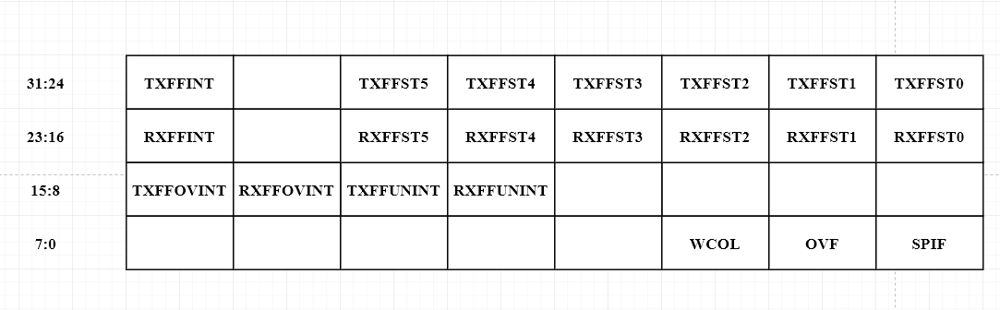 31:24 TXFFINT TXFFST5 TXFFST4 TXFFST3 TXFFST2 TXFFST1 TXFFST0
23:16 RXFFINT RXFFST5 RXFFST4 RXFFST3 RXFFST2 RXFFST1 RXFFST0
15:8 TXFFOVINT RXFFOVINT TXFFUNINT RXFFUNINT
7:0 WCOL OVF SPIF